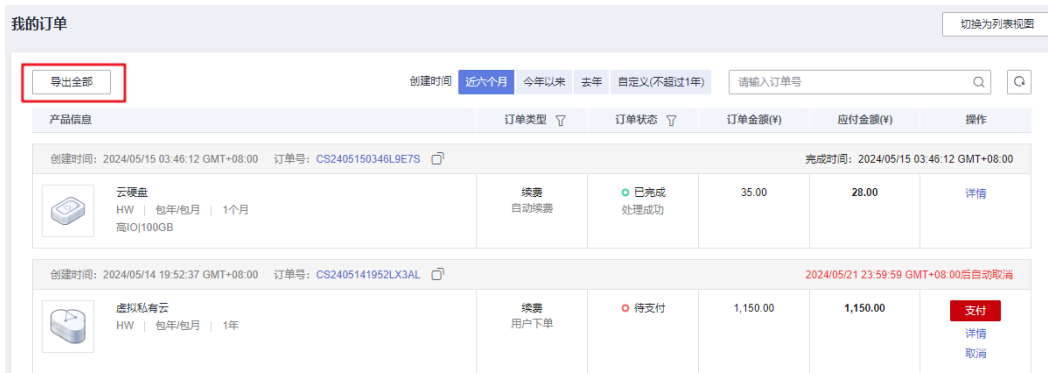 我的订单
切换为列表视图
导出全部
创建时间 近六个月 今年以来 去年 自定义(不超过1年) 请输入订单号
产品信息 订单类型 订单状态 订单金额(¥) 应付金额(¥) 操作
创建时间：2024/05/15 03:46:12 GMT+08:00 订单号：CS2405150346L9E7S 完成时间：2024/05/15 03:46:12 GMT+08:00
云硬盘 续费 已完成 35.00 28.00 详情
HW | 包年/包月 | 1个月 自动续费 处理成功
高IO|100GB
创建时间：2024/05/14 19:52:37 GMT+08:00 订单号：CS2405141952LX3AL 2024/05/21 23:59:59 GMT+08:00后自动取消
虚拟私有云 续费 待支付 1,150.00 1,150.00 支付
HW | 包年/包月 | 1年 用户下单
详情
取消